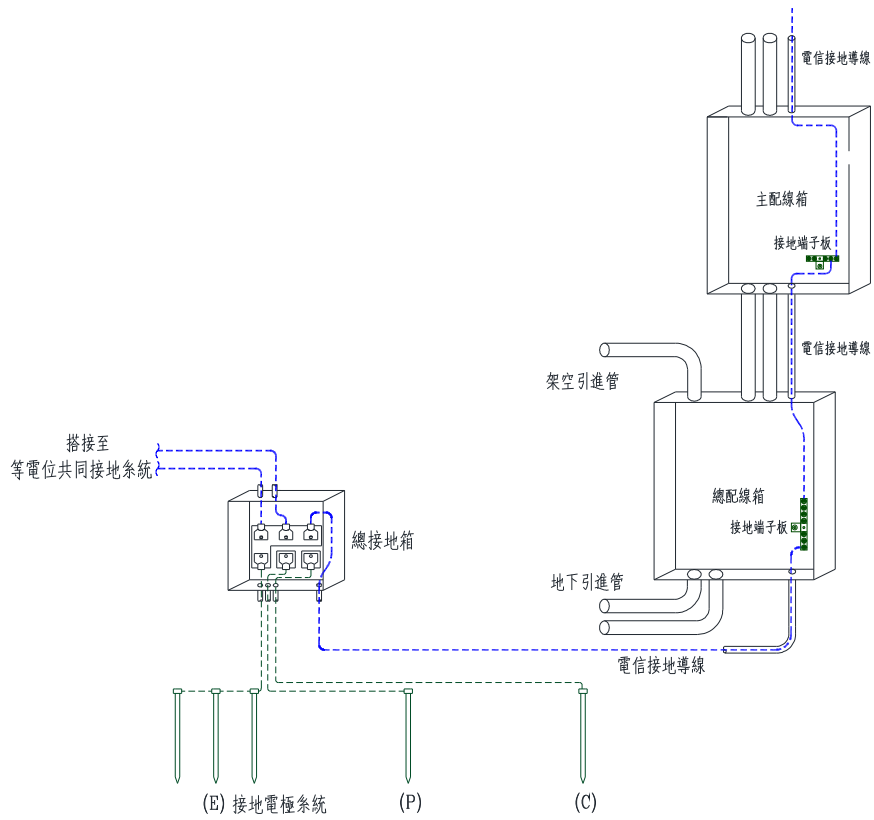 電信接地導線
主配線箱
接地端子板
電信接地導線
架空引進管
搭接至
等電位共同接地系統
總配線箱
接地端子板
總接地箱
地下引進管
電信接地導線
(E) 接地電極系統
(P)
(C)